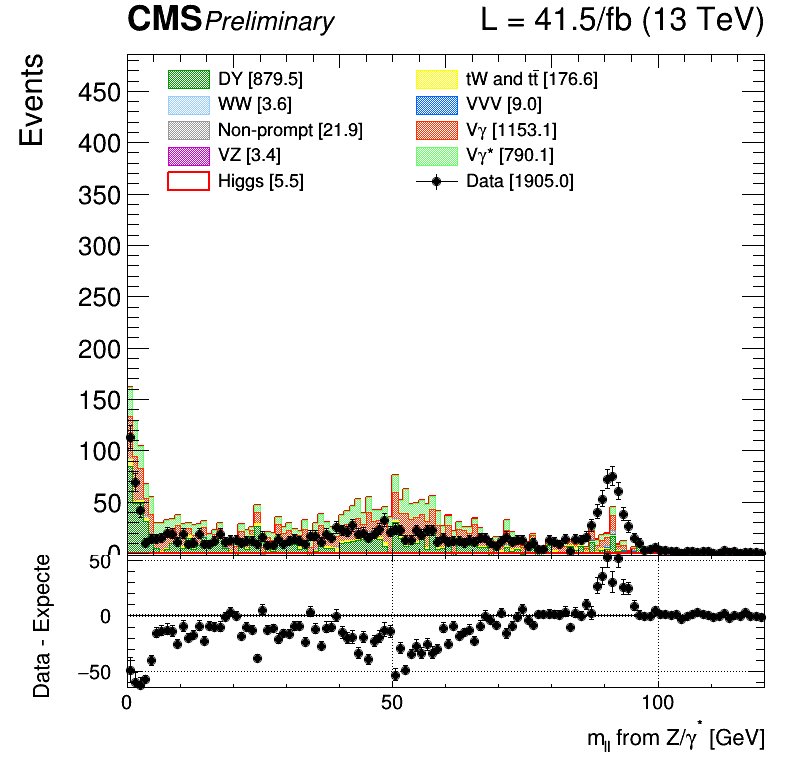 CMS Preliminary L = 41.5/fb (13 TeV)
Events
DY [879.5] tW and tt̄ [176.6]
WW [3.6] VVV [9.0]
Non-prompt [21.9] Vγ [1153.1]
VZ [3.4] Vγ* [790.1]
Higgs [5.5] Data [1905.0]
450
400
350
300
250
200
150
100
50
0
Data - Expecte
50
0
−50
0 50 100
m_ll from Z/γ* [GeV]